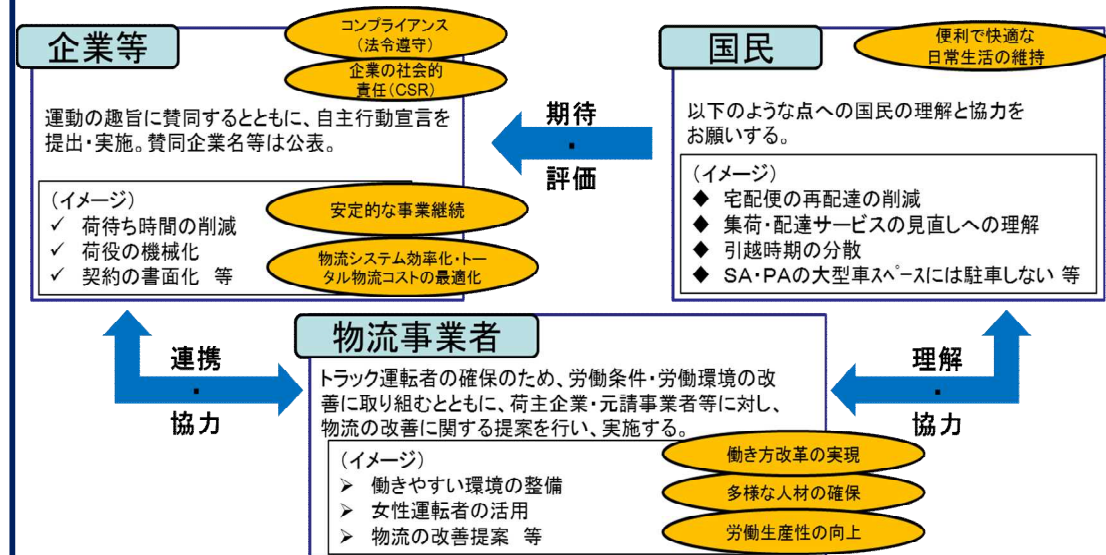 企業等
コンプライアンス
(法令遵守)
企業の社会的
責任(CSR)
運動の趣旨に賛同するとともに、自主行動宣言を
提出・実施。賛同企業名等は公表。
(イメージ)
✓ 荷待ち時間の削減
✓ 荷役の機械化
✓ 契約の書面化 等
安定的な事業継続
物流システム効率化・トー
タル物流コストの最適化
期待
・
評価
国民
便利で快適な
日常生活の維持
以下のような点への国民の理解と協力を
お願いする。
(イメージ)
◆ 宅配便の再配達の削減
◆ 集荷・配達サービスの見直しへの理解
◆ 引越時期の分散
◆ SA・PAの大型車スペースには駐車しない 等
連携
・
協力
物流事業者
トラック運転者の確保のため、労働条件・労働環境の改
善に取り組むとともに、荷主企業・元請事業者等に対し、
物流の改善に関する提案を行い、実施する。
(イメージ)
➢ 働きやすい環境の整備
➢ 女性運転者の活用
➢ 物流の改善提案 等
働き方改革の実現
多様な人材の確保
労働生産性の向上
理解
・
協力